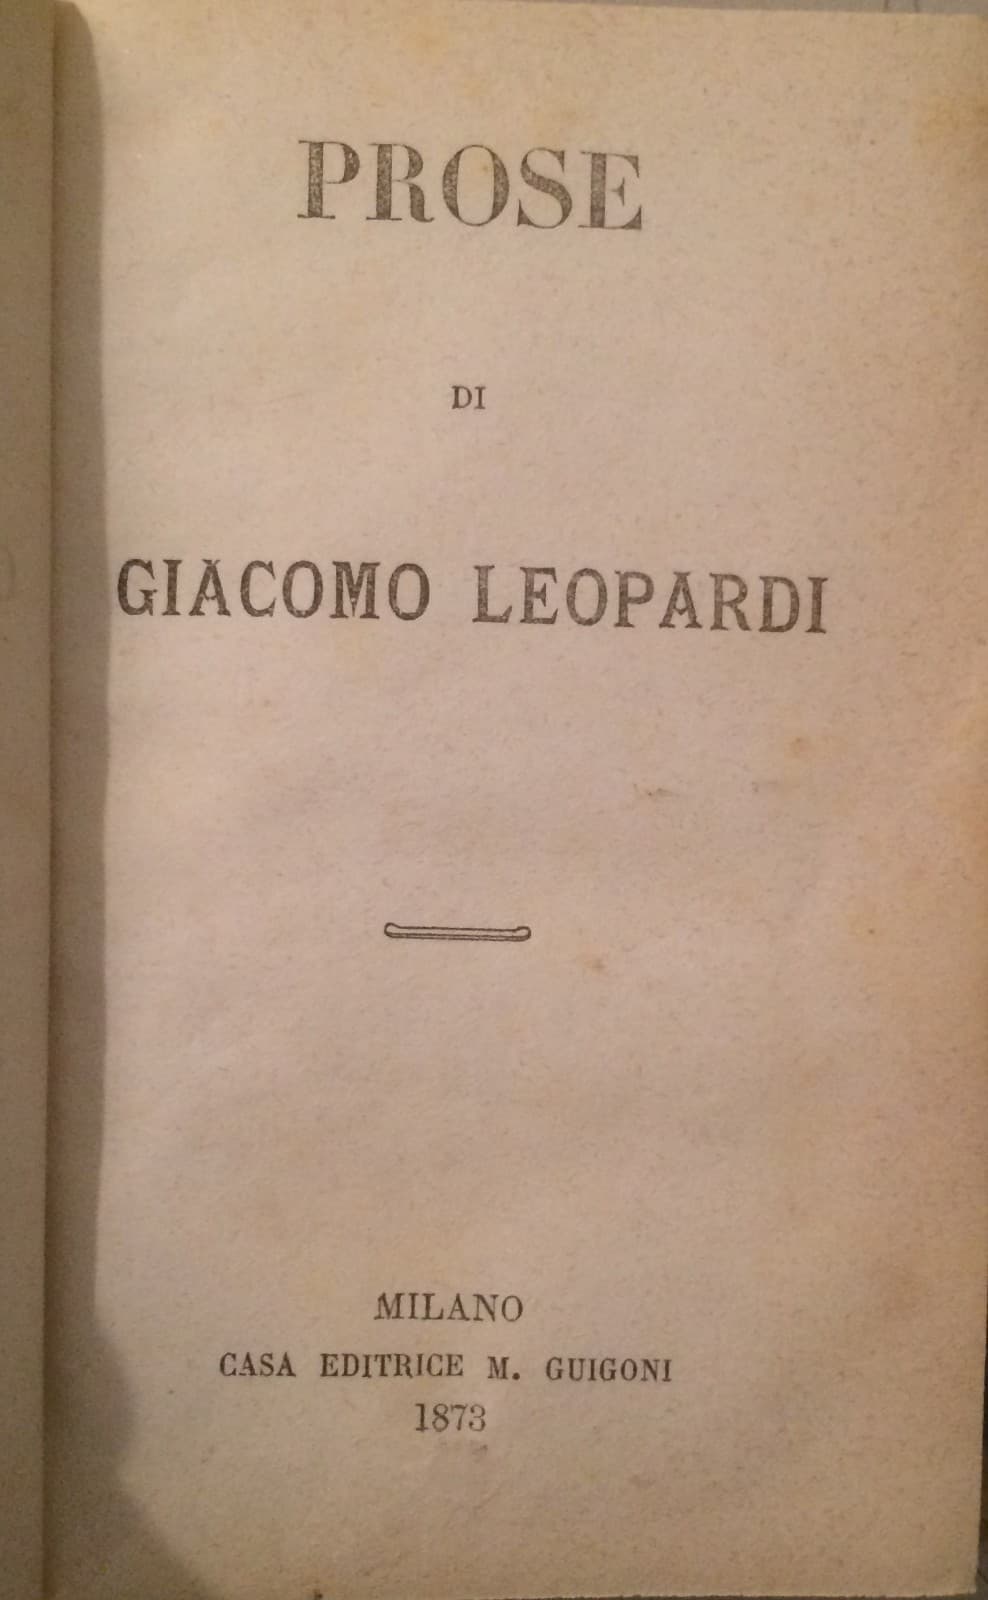 PROSE
DI
GIACOMO LEOPARDI
MILANO
CASA EDITRICE M. GUIGONI
1873